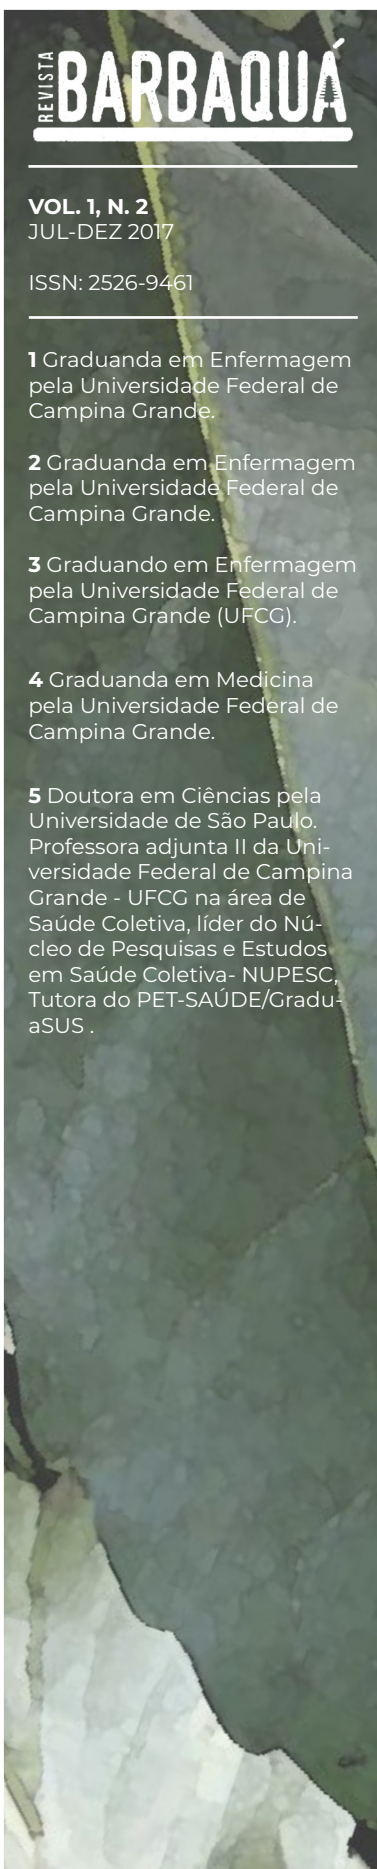 REVISTA
BARBAQUÁ
VOL. 1, N. 2
JUL-DEZ 2017
ISSN: 2526-9461
1 Graduanda em Enfermagem
pela Universidade Federal de
Campina Grande.
2 Graduanda em Enfermagem
pela Universidade Federal de
Campina Grande.
3 Graduando em Enfermagem
pela Universidade Federal de
Campina Grande (UFCG).
4 Graduanda em Medicina
pela Universidade Federal de
Campina Grande.
5 Doutora em Ciências pela
Universidade de São Paulo.
Professora adjunta II da Uni-
versidade Federal de Campina
Grande - UFCG na área de
Saúde Coletiva, líder do Nú-
cleo de Pesquisas e Estudos
em Saúde Coletiva- NUPESC,
Tutora do PET-SAÚDE/Gradu-
aSUS .